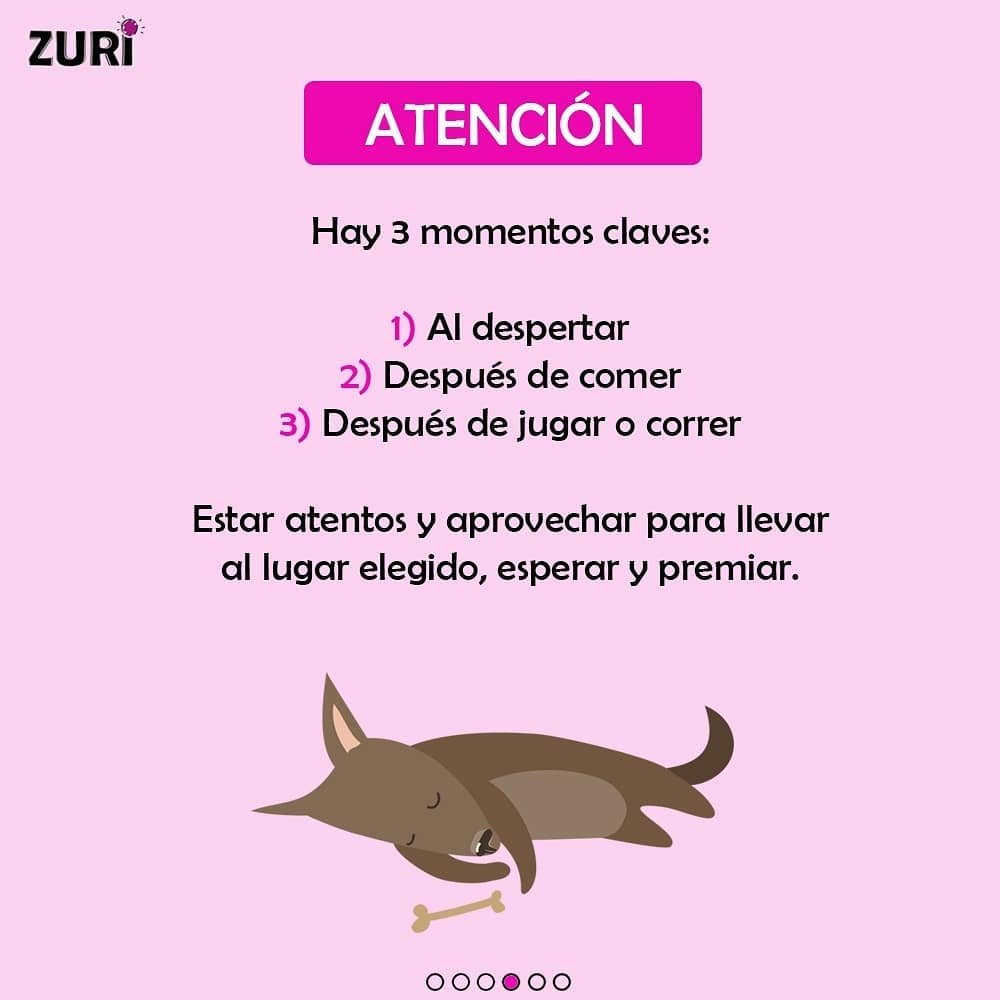 ZURI
ATENCIÓN
Hay 3 momentos claves:
1) Al despertar
2) Después de comer
3) Después de jugar o correr
Estar atentos y aprovechar para llevar
al lugar elegido, esperar y premiar.